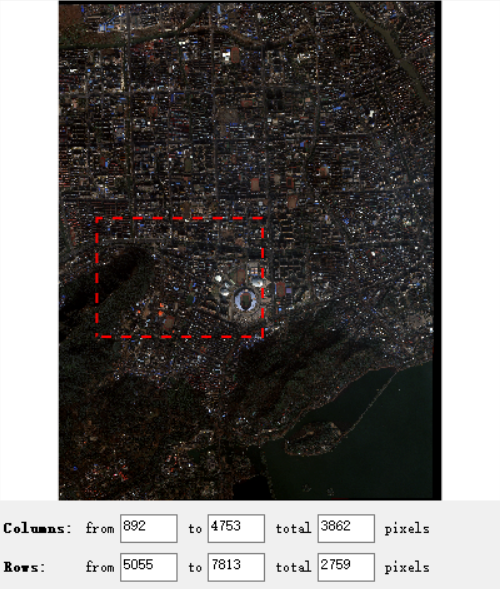 Columns: from 892 to 4753 total 3862 pixels
Rows: from 5055 to 7813 total 2759 pixels